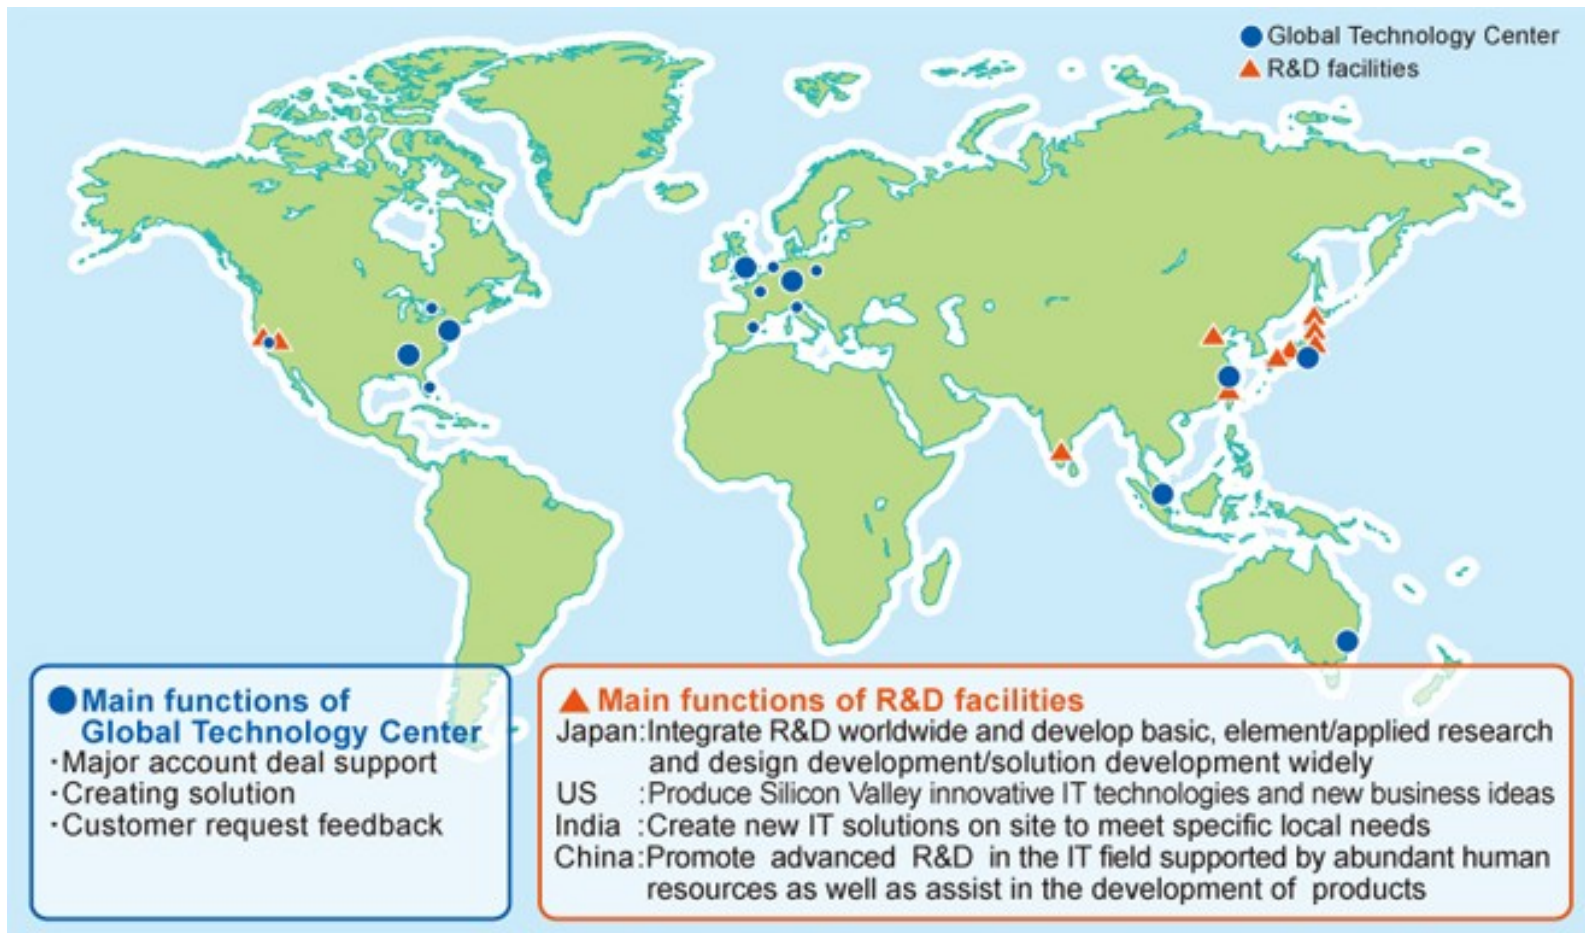 Global Technology Center
R&D facilities
Main functions of
Global Technology Center
·Major account deal support
·Creating solution
·Customer request feedback
Main functions of R&D facilities
Japan:Integrate R&D worldwide and develop basic, element/applied research
and design development/solution development widely
US :Produce Silicon Valley innovative IT technologies and new business ideas
India :Create new IT solutions on site to meet specific local needs
China:Promote advanced R&D in the IT field supported by abundant human
resources as well as assist in the development of products